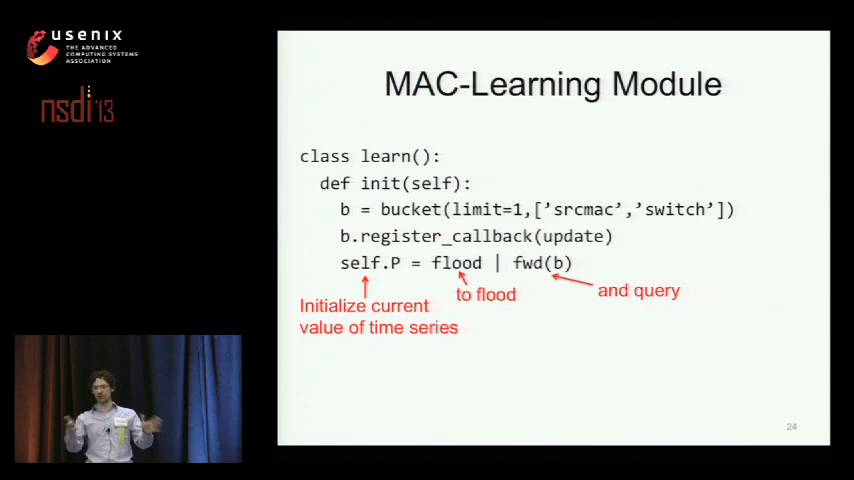 usenix
THE ADVANCED
COMPUTING SYSTEMS
ASSOCIATION
nsdi '13
MAC-Learning Module
class learn():
def init(self):
b = bucket(limit=1,[’srcmac’,’switch’])
b.register_callback(update)
self.P = flood | fwd(b)
Initialize current
value of time series
to flood
and query
24